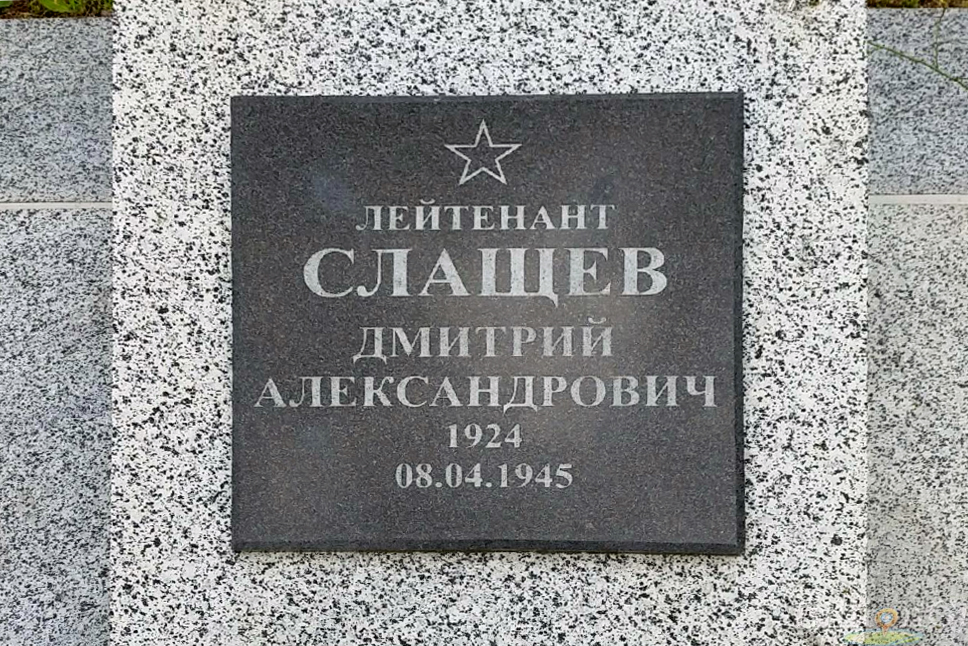 ЛЕЙТЕНАНТ
СЛАЩЕВ
ДМИТРИЙ
АЛЕКСАНДРОВИЧ
1924
08.04.1945